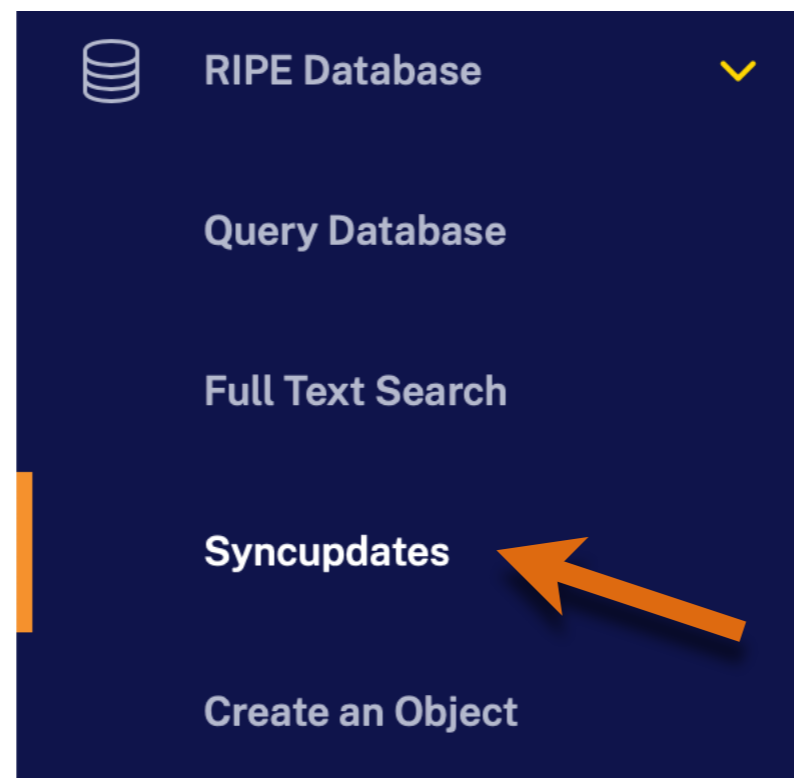 RIPE Database
Query Database
Full Text Search
Syncupdates
Create an Object